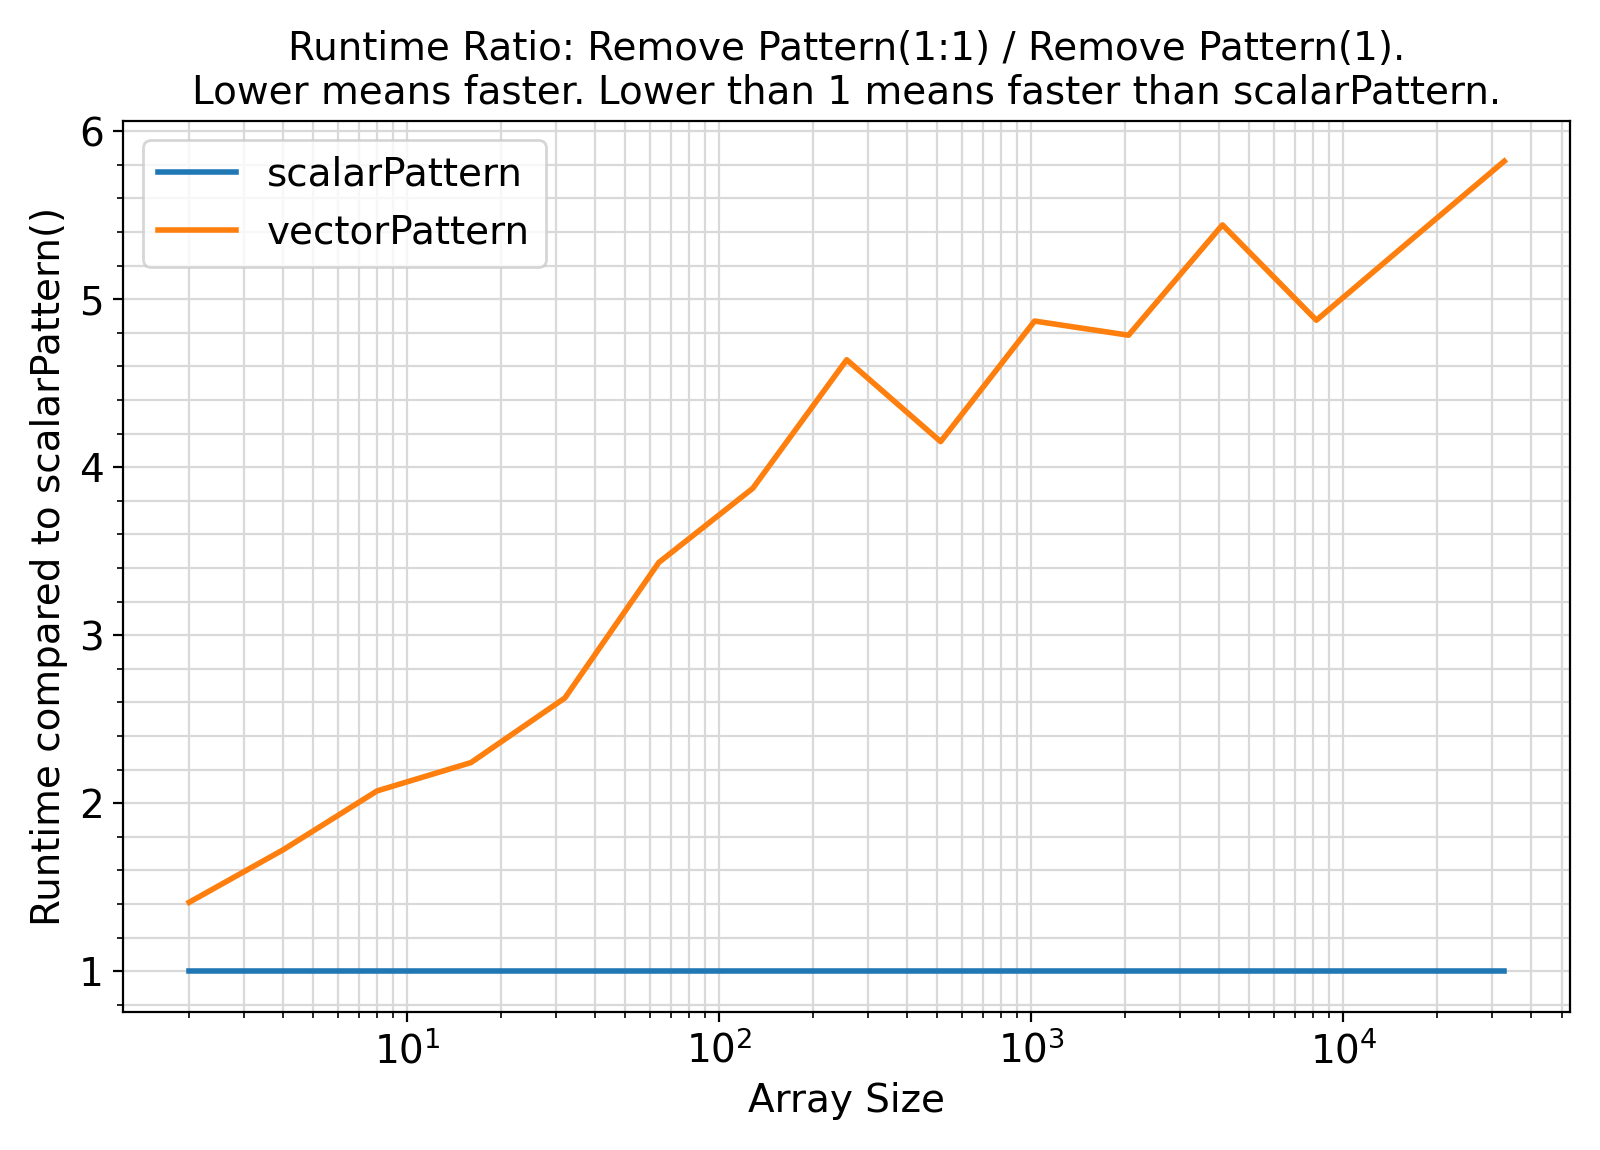 Runtime Ratio: Remove Pattern(1:1) / Remove Pattern(1).
Lower means faster. Lower than 1 means faster than scalarPattern.
scalarPattern
vectorPattern
Runtime compared to scalarPattern()
6
5
4
3
2
1
10¹ 10² 10³ 10⁴
Array Size